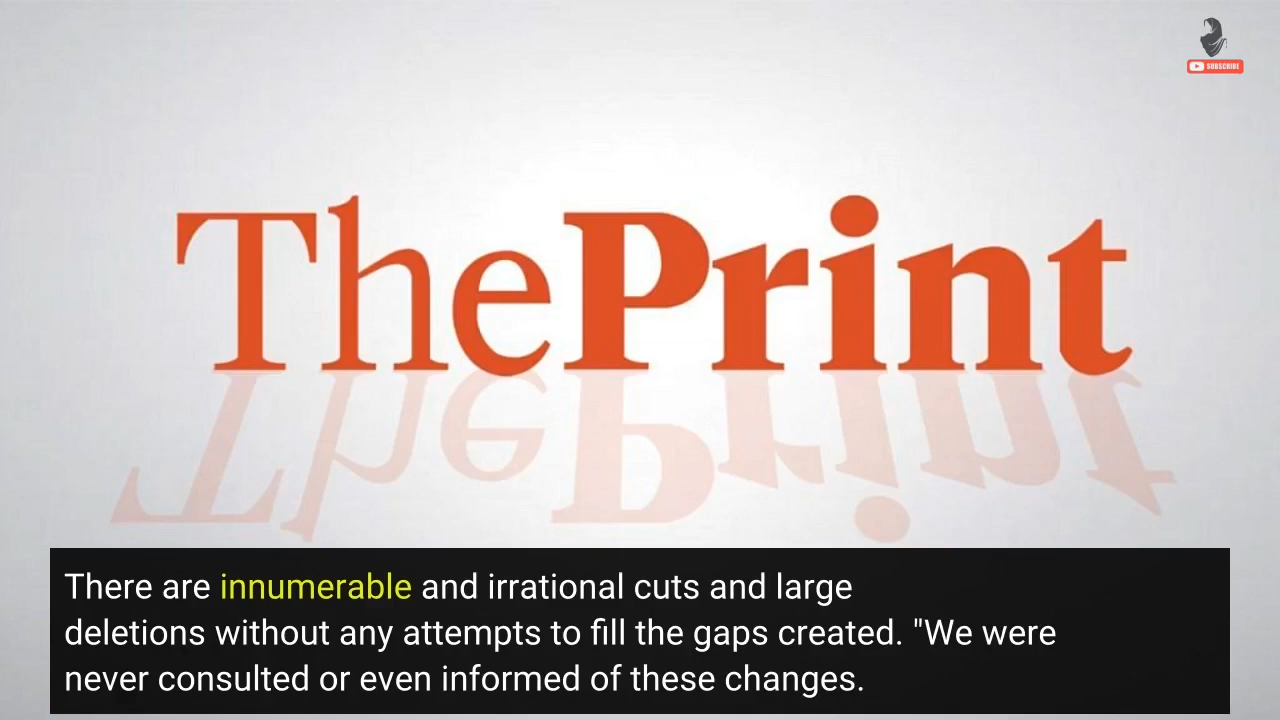 SUBSCRIBE
ThePrint
There are innumerable and irrational cuts and large
deletions without any attempts to fill the gaps created. "We were
never consulted or even informed of these changes.